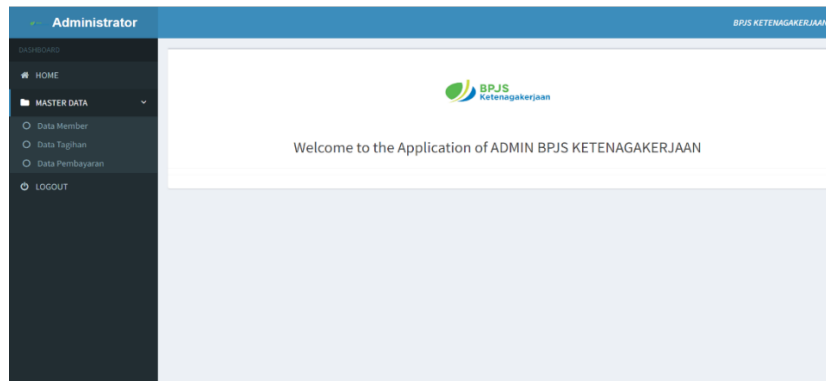 Administrator
BPJS KETENAGAKERJAAN
DASHBOARD
HOME
MASTER DATA
Data Member
Data Tagihan
Data Pembayaran
LOGOUT
BPJS
Ketenagakerjaan
Welcome to the Application of ADMIN BPJS KETENAGAKERJAAN